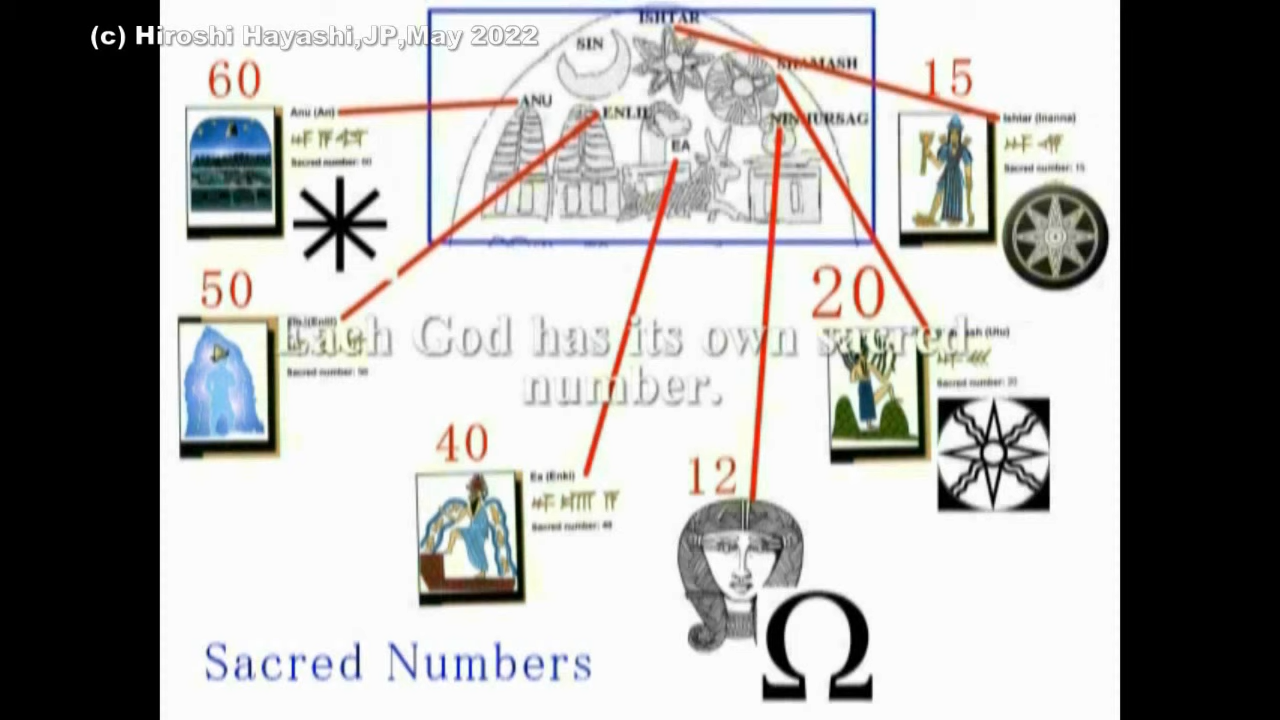 (c) Hiroshi Hayashi,JP,May 2022
ISHTAR
SIN
SHAMASH
ANU
ENLIL
EA
60
Anu (An)
Sacred number: 60
15
Ishtar (Inanna)
Sacred number: 15
50
Sacred number: 50
20
Sacred number: 20
Each God has its own sacred
number.
40
Ea (Enki)
Sacred number: 40
12
Ω
Sacred Numbers